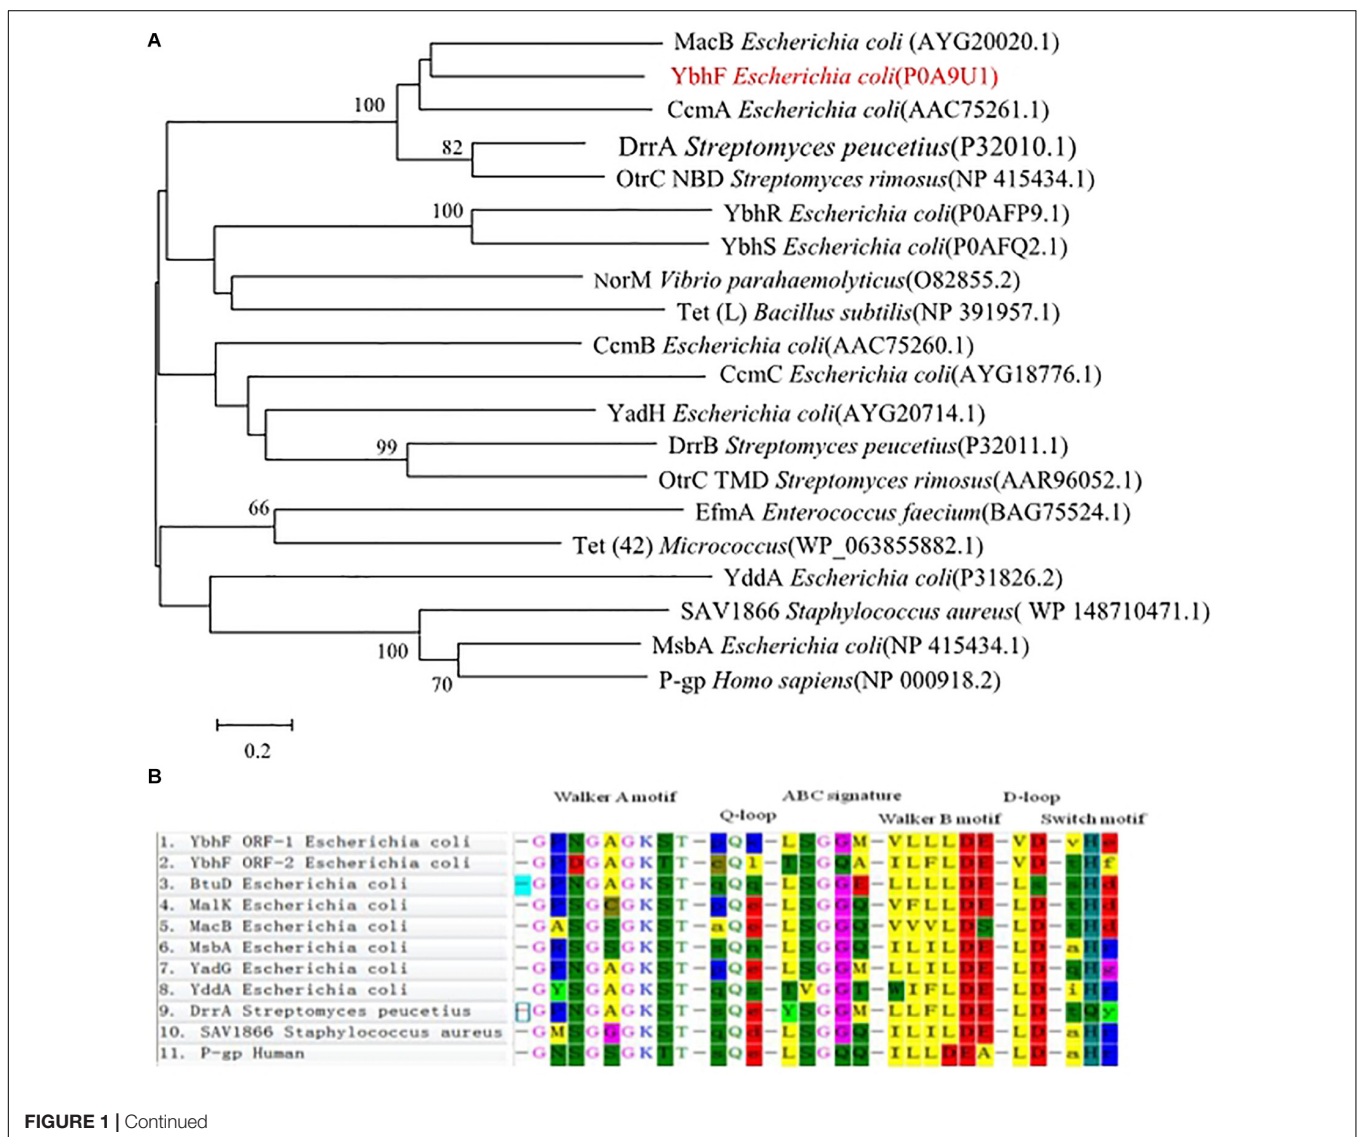 A
MacB Escherichia coli (AYG20020.1)
YbhF Escherichia coli(P0A9U1)
100
CcmA Escherichia coli(AAC75261.1)
82
DrrA Streptomyces peucetius(P32010.1)
OtrC NBD Streptomyces rimosus(NP 415434.1)
100
YbhR Escherichia coli(P0AFP9.1)
YbhS Escherichia coli(P0AFQ2.1)
NorM Vibrio parahaemolyticus(O82855.2)
Tet (L) Bacillus subtilis(NP 391957.1)
CcmB Escherichia coli(AAC75260.1)
CcmC Escherichia coli(AYG18776.1)
YadH Escherichia coli(AYG20714.1)
99
DrrB Streptomyces peucetius(P32011.1)
OtrC TMD Streptomyces rimosus(AAR96052.1)
66
EfmA Enterococcus faecium(BAG75524.1)
Tet (42) Micrococcus(WP_063855882.1)
YddA Escherichia coli(P31826.2)
SAV1866 Staphylococcus aureus( WP 148710471.1)
100
MsbA Escherichia coli(NP 415434.1)
70
P-gp Homo sapiens(NP 000918.2)
0.2
B
Walker A motif
Q-loop
ABC signature
Walker B motif
D-loop
Switch motif
1. YbhF ORF-1 Escherichia coli
2. YbhF ORF-2 Escherichia coli
3. BtuD Escherichia coli
4. MalK Escherichia coli
5. MacB Escherichia coli
6. MsbA Escherichia coli
7. YadG Escherichia coli
8. YddA Escherichia coli
9. DrrA Streptomyces peucetius
10. SAV1866 Staphylococcus aureus
11. P-gp Human
FIGURE 1 | Continued